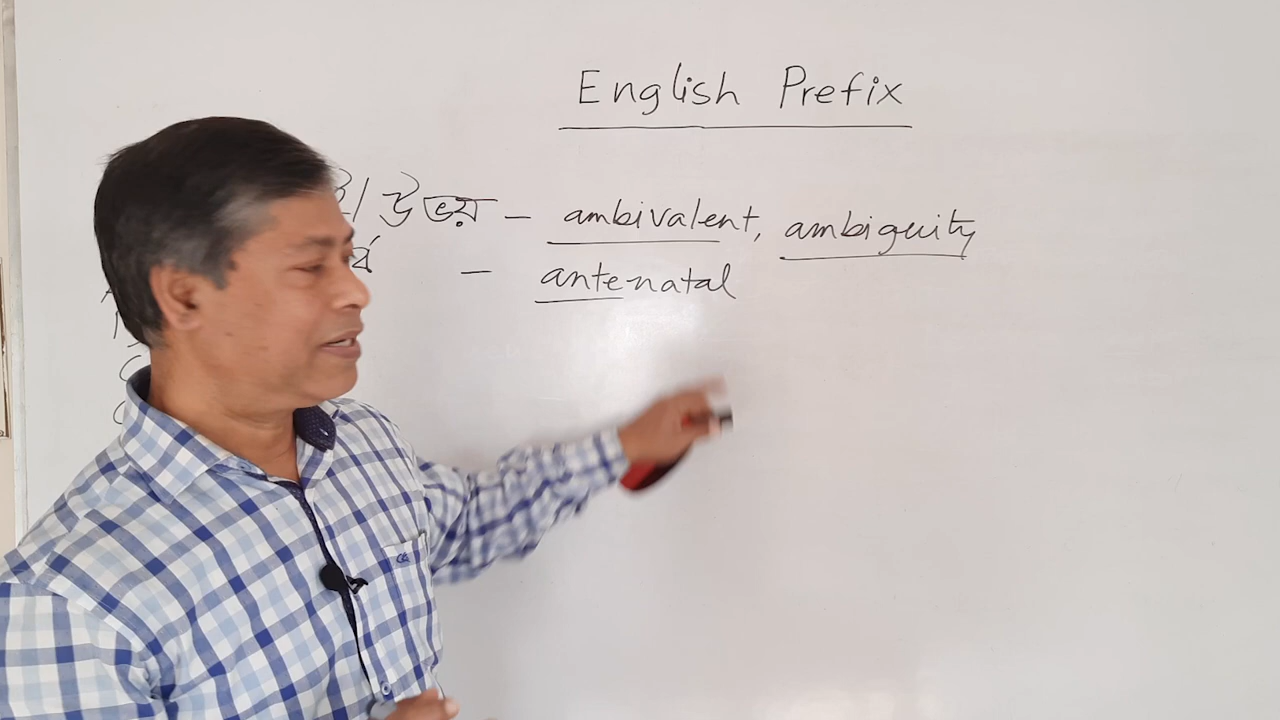 English Prefix
/ উভয় – ambivalent, ambiguity
– antenatal